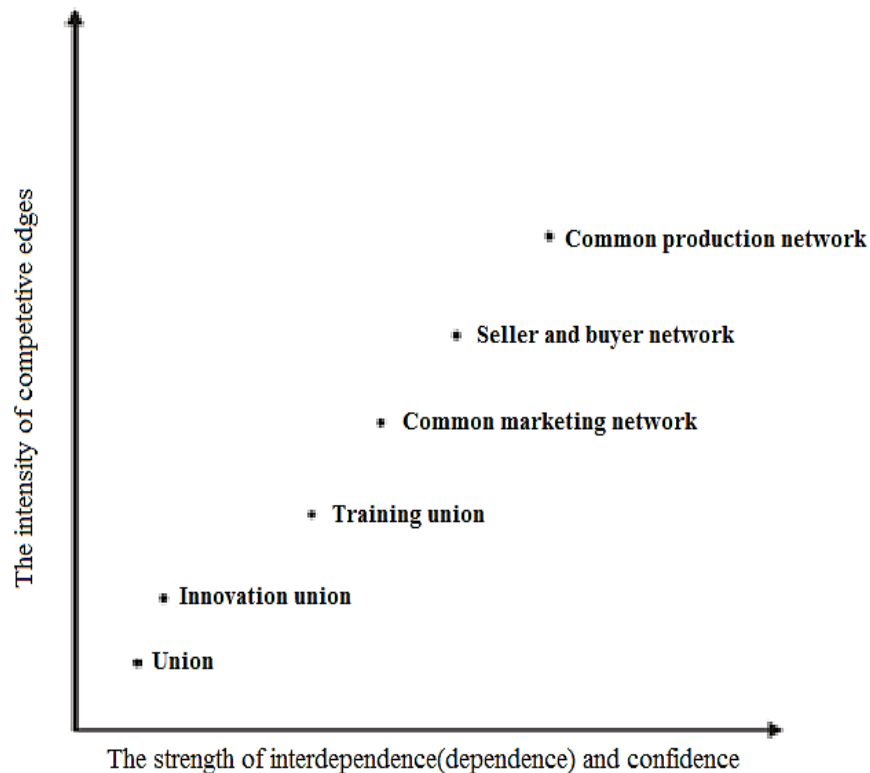 The intensity of competetive edges
Common production network
Seller and buyer network
Common marketing network
Training union
Innovation union
Union
The strength of interdependence(dependence) and confidence